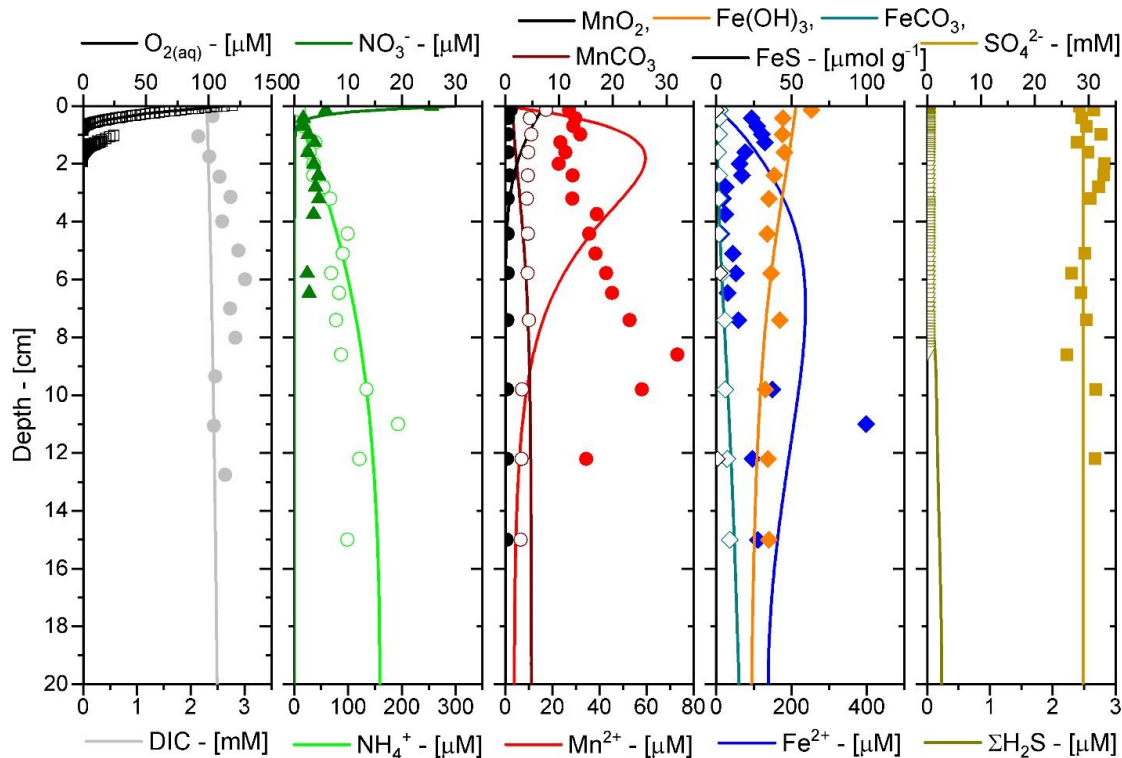 MnO₂, Fe(OH)₃, FeCO₃,
O₂₍aq₎ - [µM] NO₃⁻ - [µM] MnCO₃ FeS - [µmol g⁻¹] SO₄²⁻ - [mM]
0 50 100 150 0 10 20 30 0 10 20 30 0 50 100 0 10 20 30
0
2
4
6
8
10
12
14
16
18
20
Depth - [cm]
0 1 2 3 0 100 200 300 0 20 40 60 80 0 100 200 300 400 500 0 1 2 3
DIC - [mM] NH₄⁺ - [µM] Mn²⁺ - [µM] Fe²⁺ - [µM] ΣH₂S - [µM]